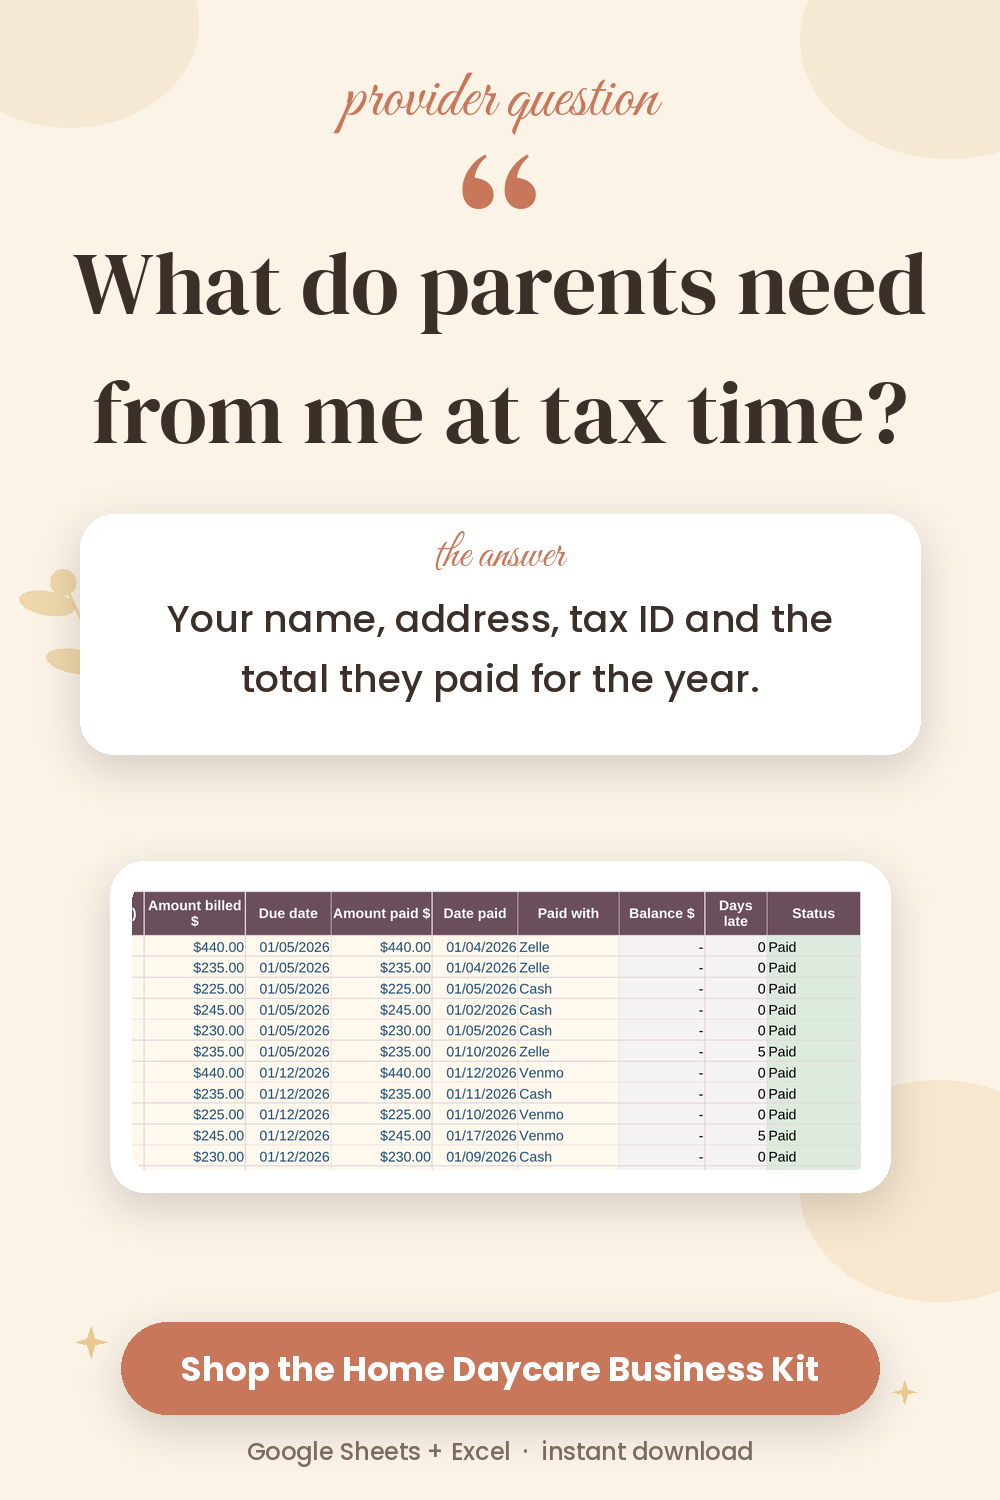 provider question
“
What do parents need
from me at tax time?
the answer
Your name, address, tax ID and the
total they paid for the year.
) Amount billed $ Due date Amount paid $ Date paid Paid with Balance $ Days late Status
$440.00 01/05/2026 $440.00 01/04/2026 Zelle - 0 Paid
$235.00 01/05/2026 $235.00 01/04/2026 Zelle - 0 Paid
$225.00 01/05/2026 $225.00 01/05/2026 Cash - 0 Paid
$245.00 01/05/2026 $245.00 01/02/2026 Cash - 0 Paid
$230.00 01/05/2026 $230.00 01/05/2026 Cash - 0 Paid
$235.00 01/05/2026 $235.00 01/10/2026 Zelle - 5 Paid
$440.00 01/12/2026 $440.00 01/12/2026 Venmo - 0 Paid
$235.00 01/12/2026 $235.00 01/11/2026 Cash - 0 Paid
$225.00 01/12/2026 $225.00 01/10/2026 Venmo - 0 Paid
$245.00 01/12/2026 $245.00 01/17/2026 Venmo - 5 Paid
$230.00 01/12/2026 $230.00 01/09/2026 Cash - 0 Paid
Shop the Home Daycare Business Kit
Google Sheets + Excel · instant download